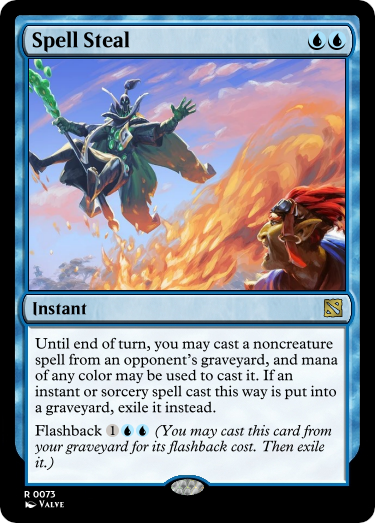 Spell Steal
Instant
Until end of turn, you may cast a noncreature
spell from an opponent's graveyard, and mana
of any color may be used to cast it. If an
instant or sorcery spell cast this way is put into
a graveyard, exile it instead.
Flashback 1 (You may cast this card from
your graveyard for its flashback cost. Then exile
it.)
R 0073
Valve